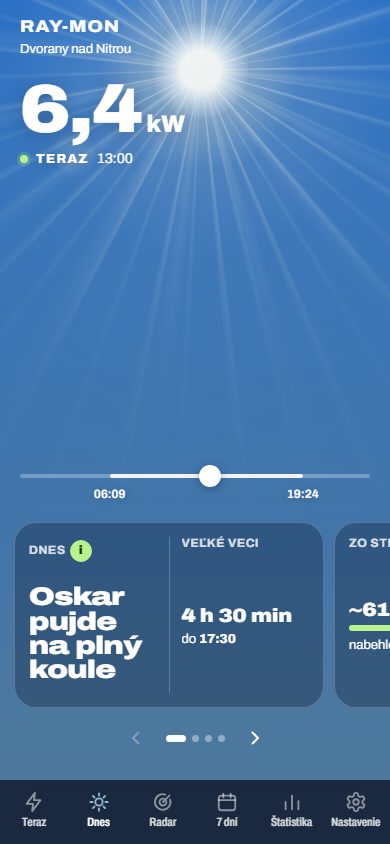 RAY-MON
Dvorany nad Nitrou
6,4 kW
TERAZ 13:00
06:09 19:24
DNES i
VEĽKÉ VECI
ZO
Oskar
pujde
na plný
koule
4 h 30 min
do 17:30
~61
Teraz
Dnes
Radar
7 dní
Štatistika
Nastavenie